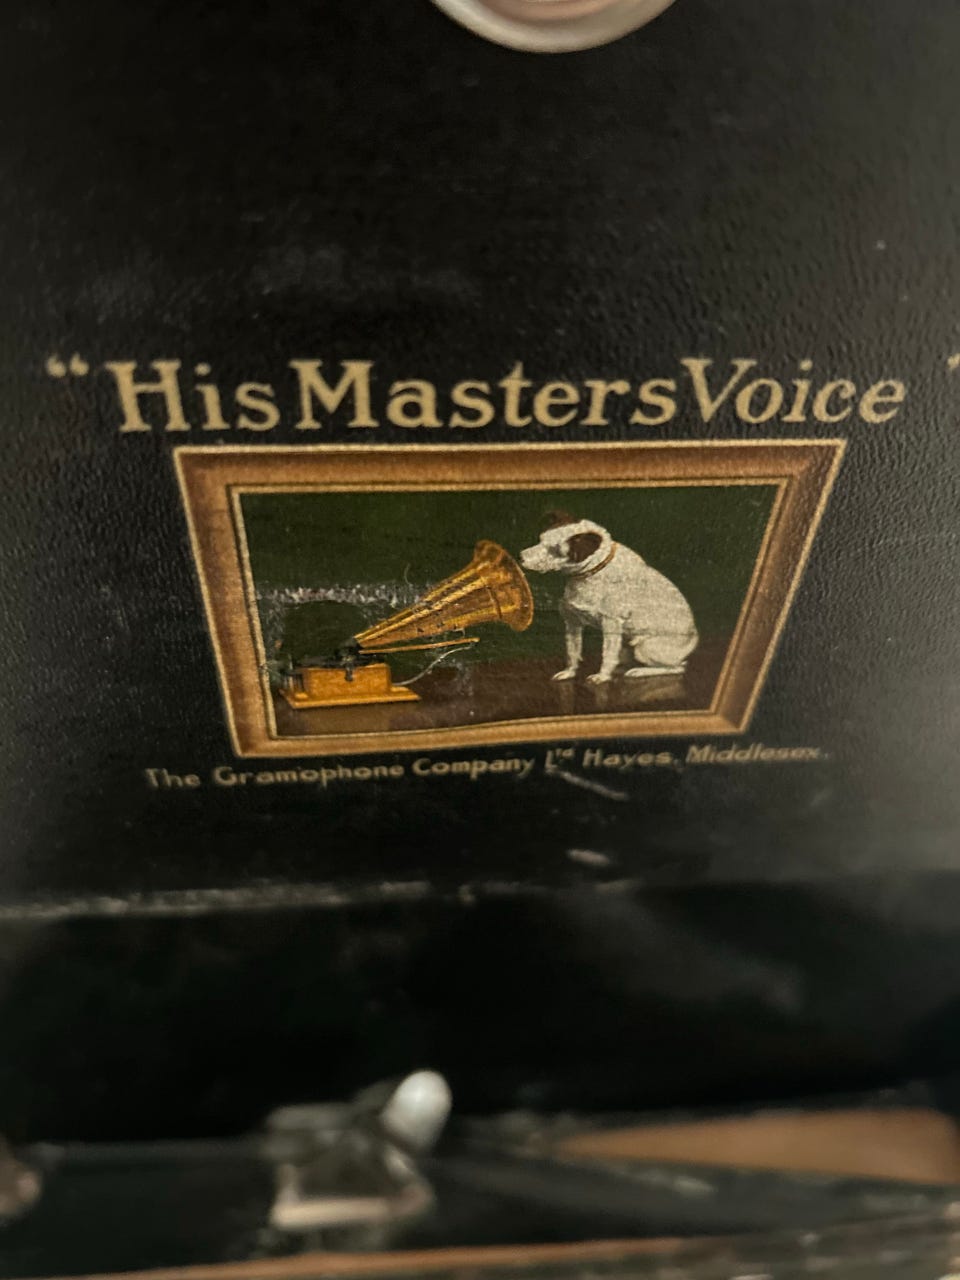 “His Masters Voice”
The Gramophone Company Ltd Hayes. Middlesex.